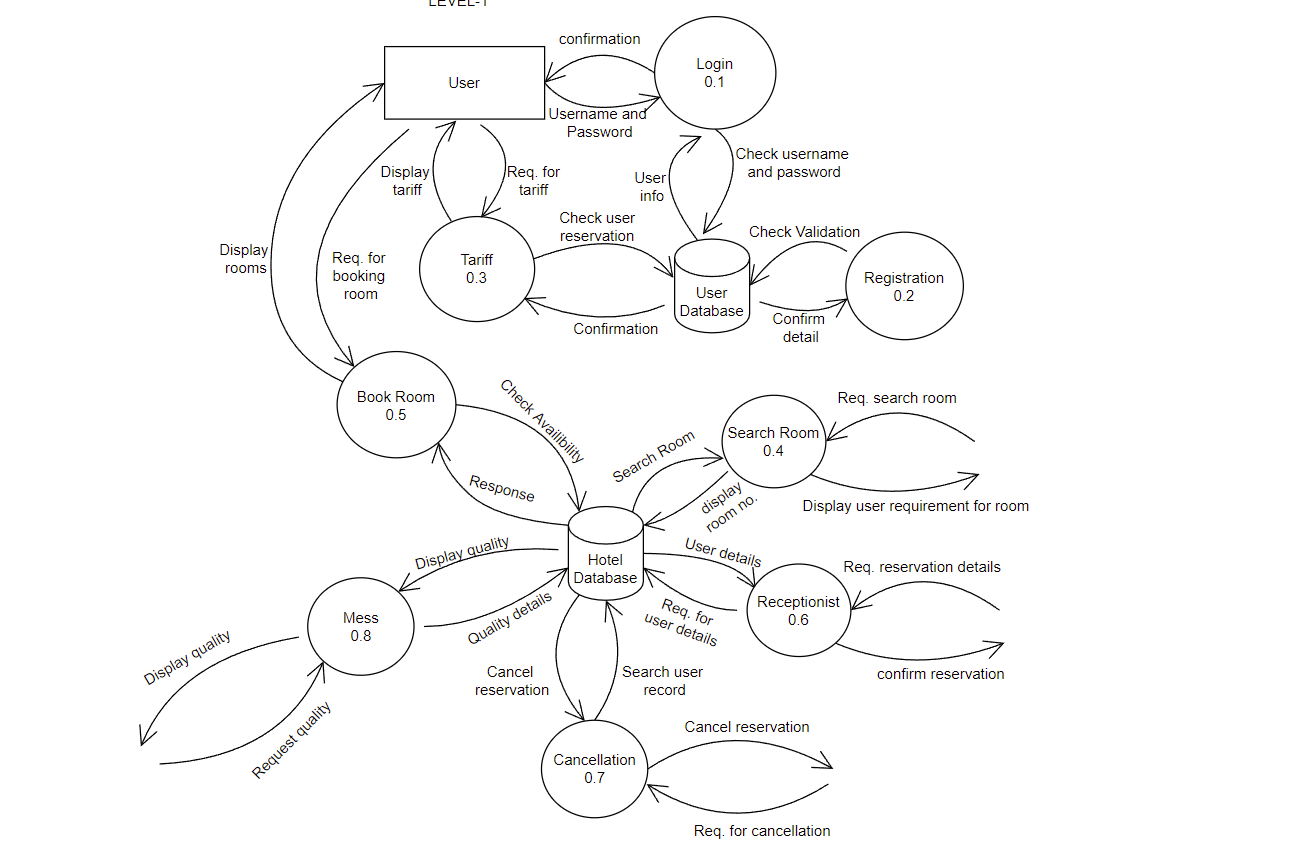 LEVEL-1
confirmation
Login
0.1
User
Username and
Password
Check username
and password
Display
tariff
Req. for
tariff
User
info
Check user
reservation
Check Validation
Display
rooms
Req. for
booking
room
Tariff
0.3
User
Database
Registration
0.2
Confirmation
Confirm
detail
Book Room
0.5
Check Availibility
Req. search room
Search Room
Search Room
0.4
Response
display
room no.
Display user requirement for room
Display quality
Hotel
Database
User details
Req. reservation details
Receptionist
0.6
Mess
0.8
Quality details
Req. for
user details
Display quality
Cancel
reservation
Search user
record
confirm reservation
Request quality
Cancel reservation
Cancellation
0.7
Req. for cancellation